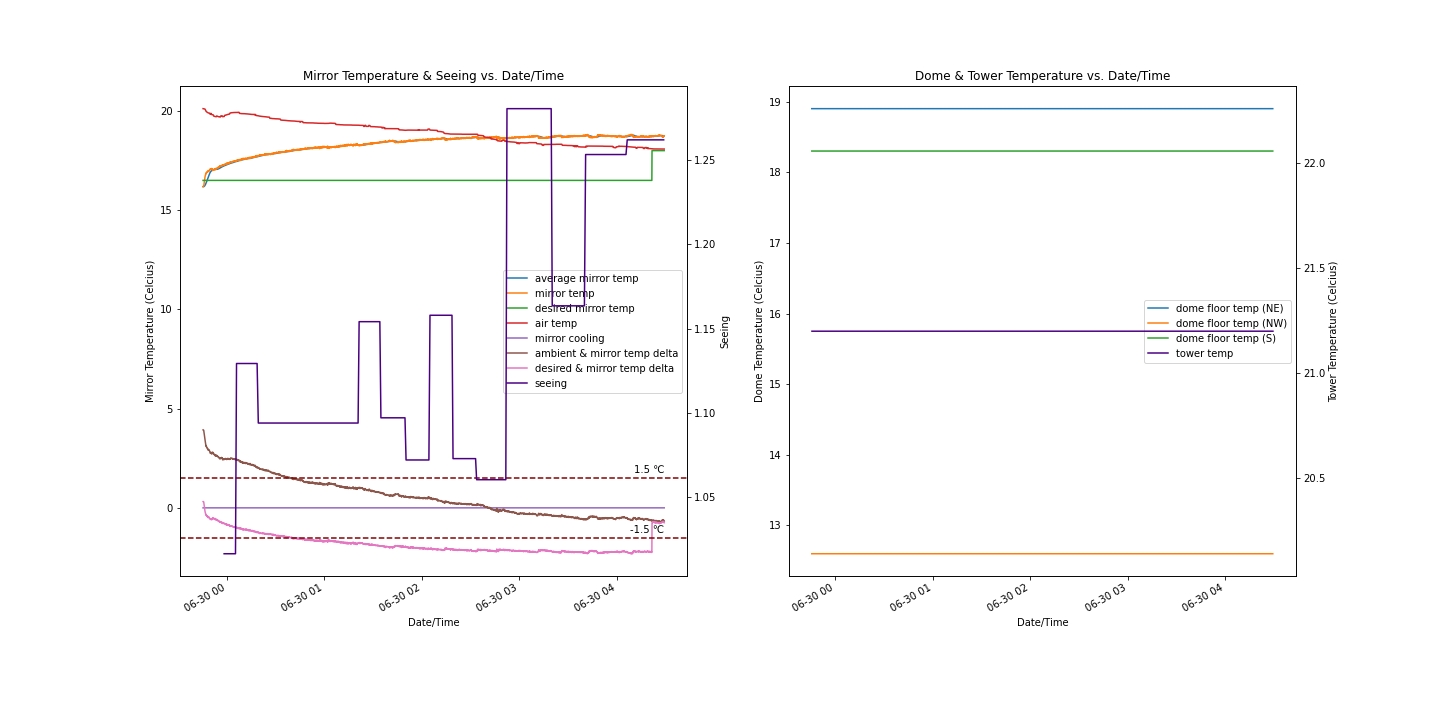 Mirror Temperature & Seeing vs. Date/Time
Mirror Temperature (Celcius)
20
15
10
5
0
average mirror temp
mirror temp
desired mirror temp
air temp
mirror cooling
ambient & mirror temp delta
desired & mirror temp delta
seeing
1.5 °C
-1.5 °C
1.25
1.20
1.15
1.10
1.05
Seeing
06-30 00
06-30 01
06-30 02
06-30 03
06-30 04
Date/Time
Dome & Tower Temperature vs. Date/Time
Dome Temperature (Celcius)
19
18
17
16
15
14
13
dome floor temp (NE)
dome floor temp (NW)
dome floor temp (S)
tower temp
22.0
21.5
21.0
20.5
Tower Temperature (Celcius)
06-30 00
06-30 01
06-30 02
06-30 03
06-30 04
Date/Time